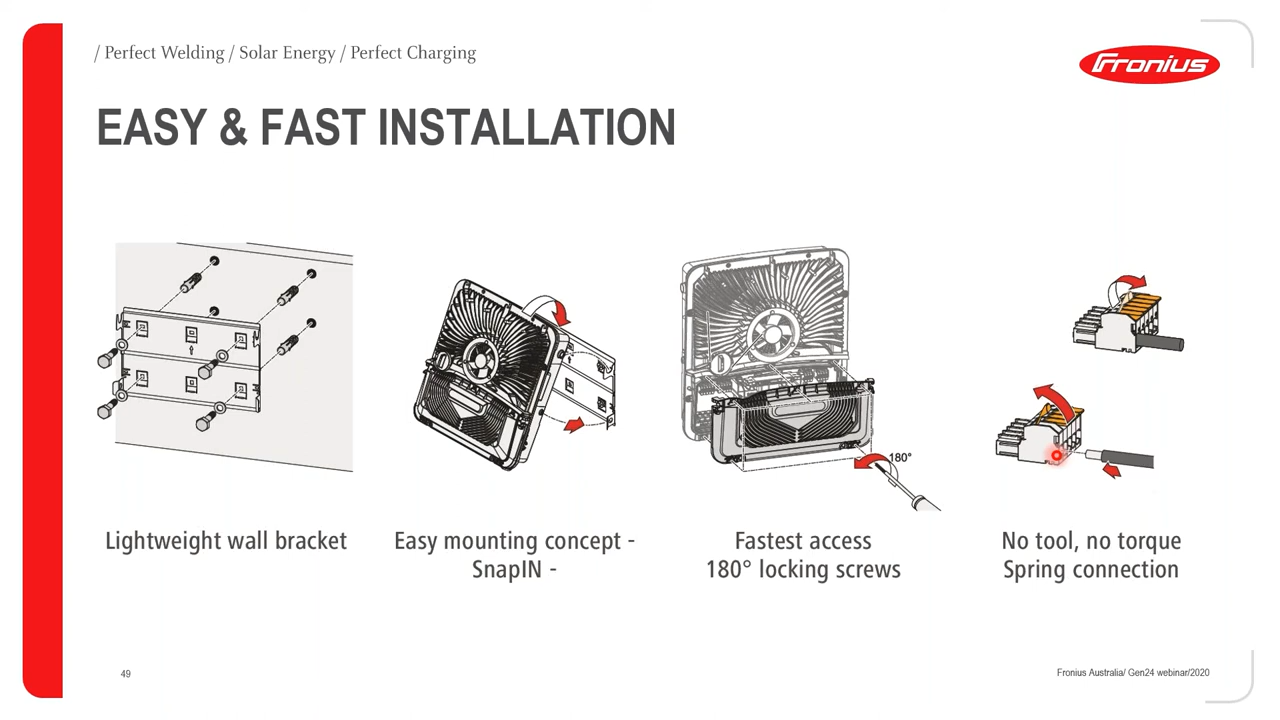 / Perfect Welding / Solar Energy / Perfect Charging
Fronius
EASY & FAST INSTALLATION
180°
Lightweight wall bracket
Easy mounting concept -
SnapIN -
Fastest access
180° locking screws
No tool, no torque
Spring connection
49
Fronius Australia/ Gen24 webinar/2020